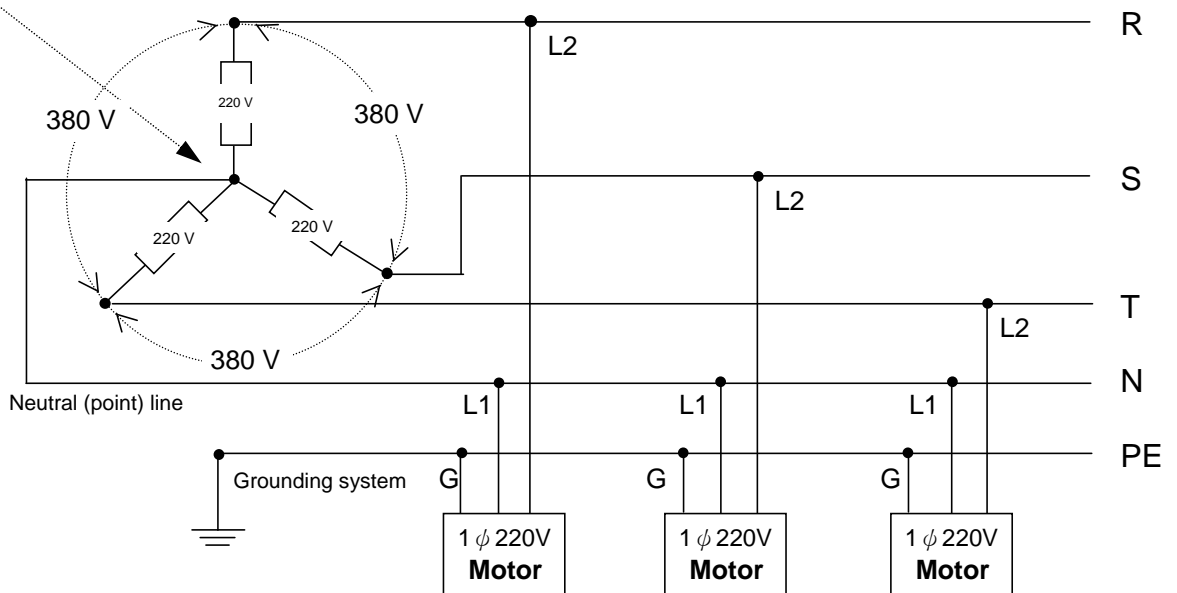 R
L2
220 V
380 V
380 V
S
L2
220 V
220 V
T
L2
380 V
N
Neutral (point) line
L1
L1
L1
PE
Grounding system
G
G
G
1 ϕ 220V
Motor
1 ϕ 220V
Motor
1 ϕ 220V
Motor